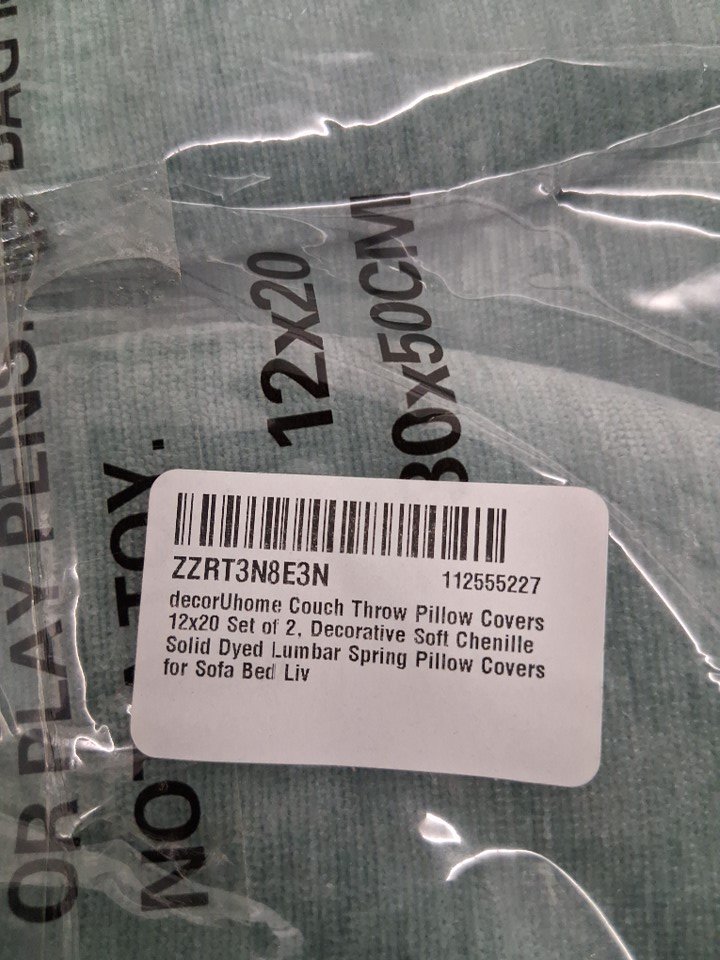 12x20
30x50CM
OR PLAY PENS.
BAG
NOT A TOY.
ZZRT3N8E3N
112555227
decorUhome Couch Throw Pillow Covers
12x20 Set of 2, Decorative Soft Chenille
Solid Dyed Lumbar Spring Pillow Covers
for Sofa Bed Liv